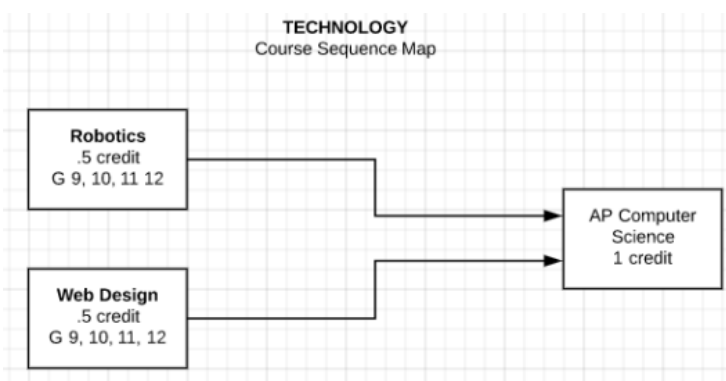 TECHNOLOGY
Course Sequence Map
Robotics
.5 credit
G 9, 10, 11 12
AP Computer
Science
1 credit
Web Design
.5 credit
G 9, 10, 11, 12